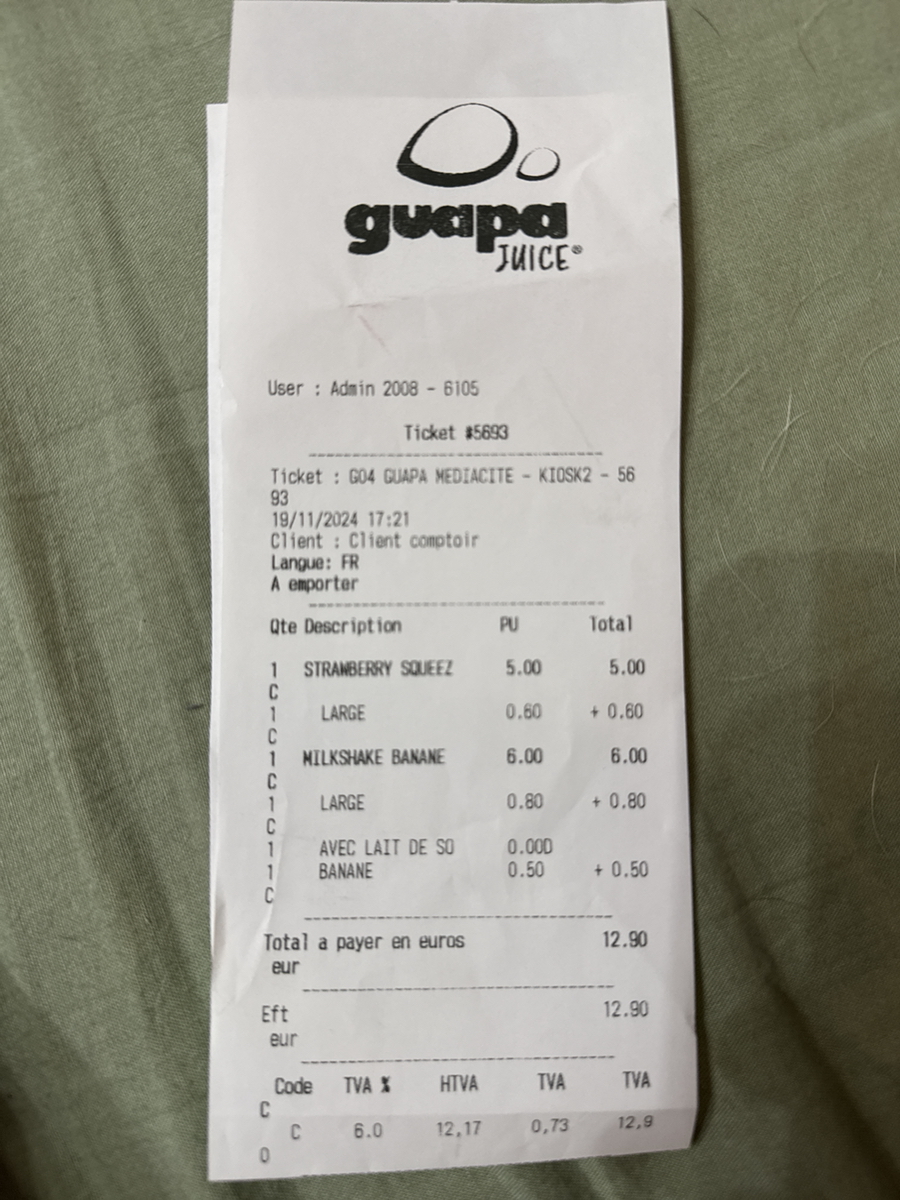 guapa
JUICE®
User : Admin 2008 - 6105
Ticket #5693
Ticket : G04 GUAPA MEDIACITE - KIOSK2 - 56
93
19/11/2024 17:21
Client : Client comptoir
Langue: FR
A emporter
Qte Description PU Total
1 STRAWBERRY SQUEEZ 5.00 5.00
C
1 LARGE 0.60 + 0.60
C
1 MILKSHAKE BANANE 6.00 6.00
C
1 LARGE 0.80 + 0.80
C
1 AVEC LAIT DE SO 0.00D
1 BANANE 0.50 + 0.50
C
Total a payer en euros 12.90
eur
Eft 12.90
eur
Code TVA % HTVA TVA TVA
C
C 6.0 12,17 0,73 12,9
0